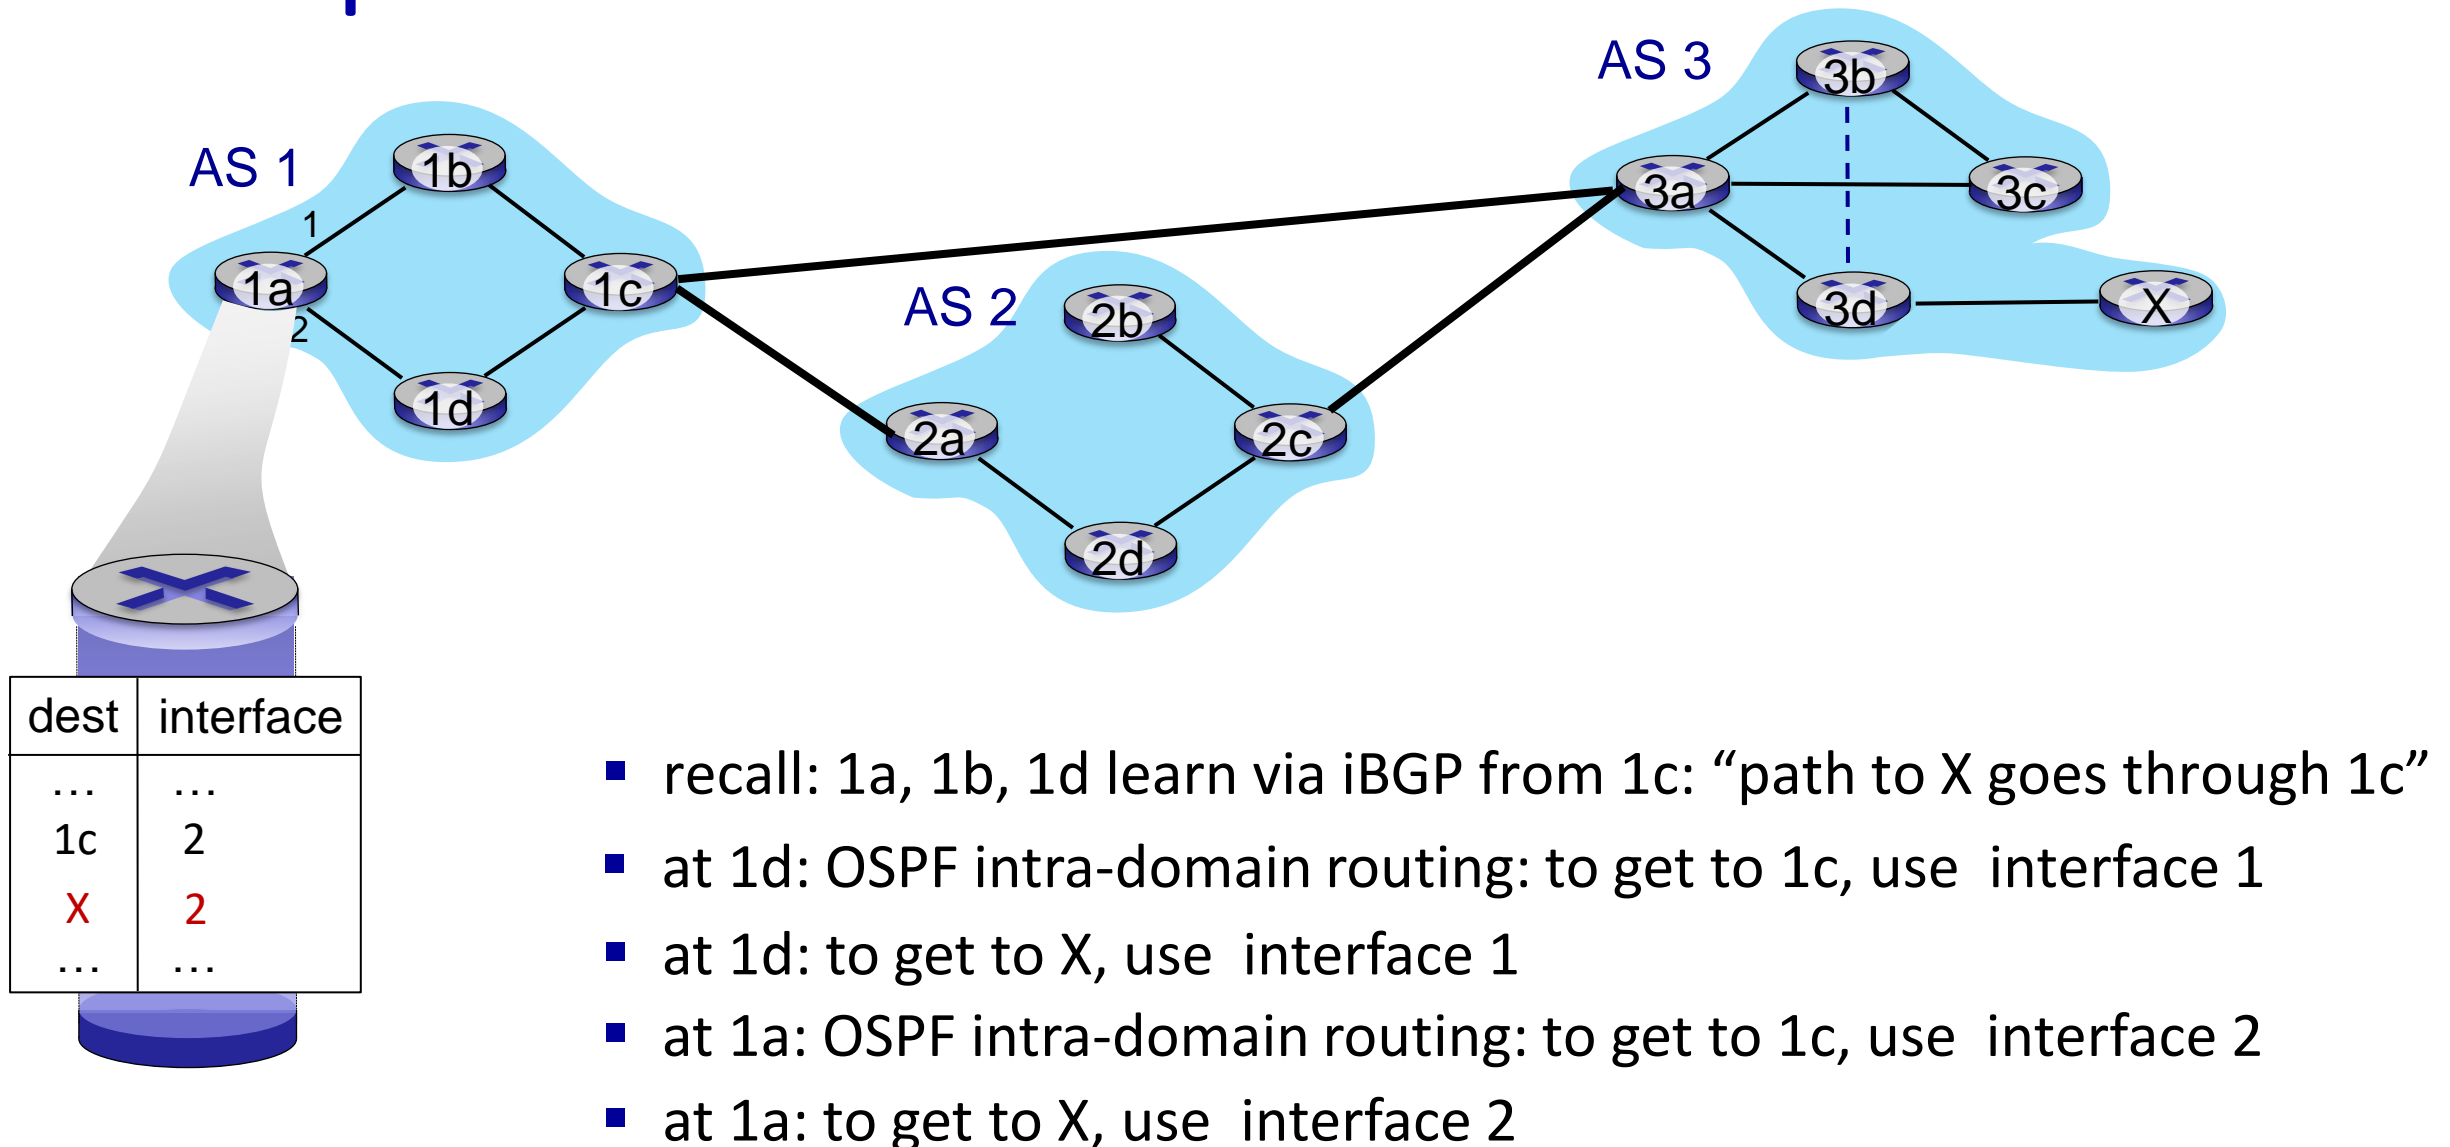 AS 3
3b
AS 1
1b
3a
3c
1
1a
1c
AS 2
2b
3d
X
2
1d
2a
2c
2d
dest interface
... ...
1c 2
X 2
... ...
▪ recall: 1a, 1b, 1d learn via iBGP from 1c: “path to X goes through 1c”
▪ at 1d: OSPF intra-domain routing: to get to 1c, use interface 1
▪ at 1d: to get to X, use interface 1
▪ at 1a: OSPF intra-domain routing: to get to 1c, use interface 2
▪ at 1a: to get to X, use interface 2